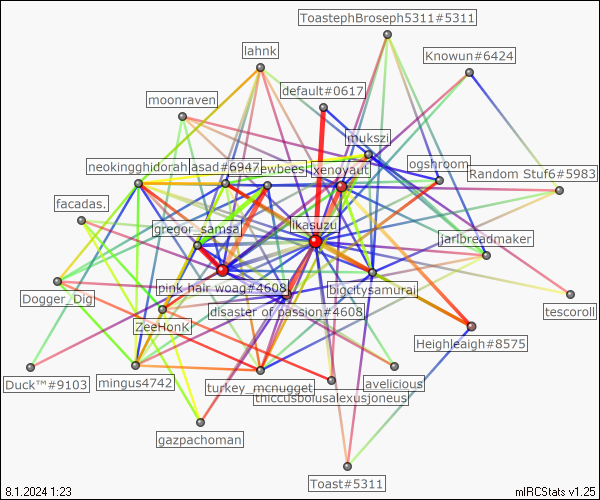 ToastephBroseph5311#5311
lahnk
Knowun#6424
default#0617
moonraven
mukszi
ogshroom
neokingghidorah
asad#6947
ewbees
xenoyaut
Random Stuf6#5983
facadas.
gregor_samsa
ikasuzu
jarlbreadmaker
pink hair woag#4608
bigettysamurai
Dogger_Dig
disaster of passion#4608
tescoroll
ZeeHonk
Heighleigh#8575
Duck™#9103
mingus4742
turkey_mcnugget
avelicious
thiccusbolusalexusjoneus
gazpachoman
Toast#5311
8.1.2024 1:23
mIRCStats v1.25